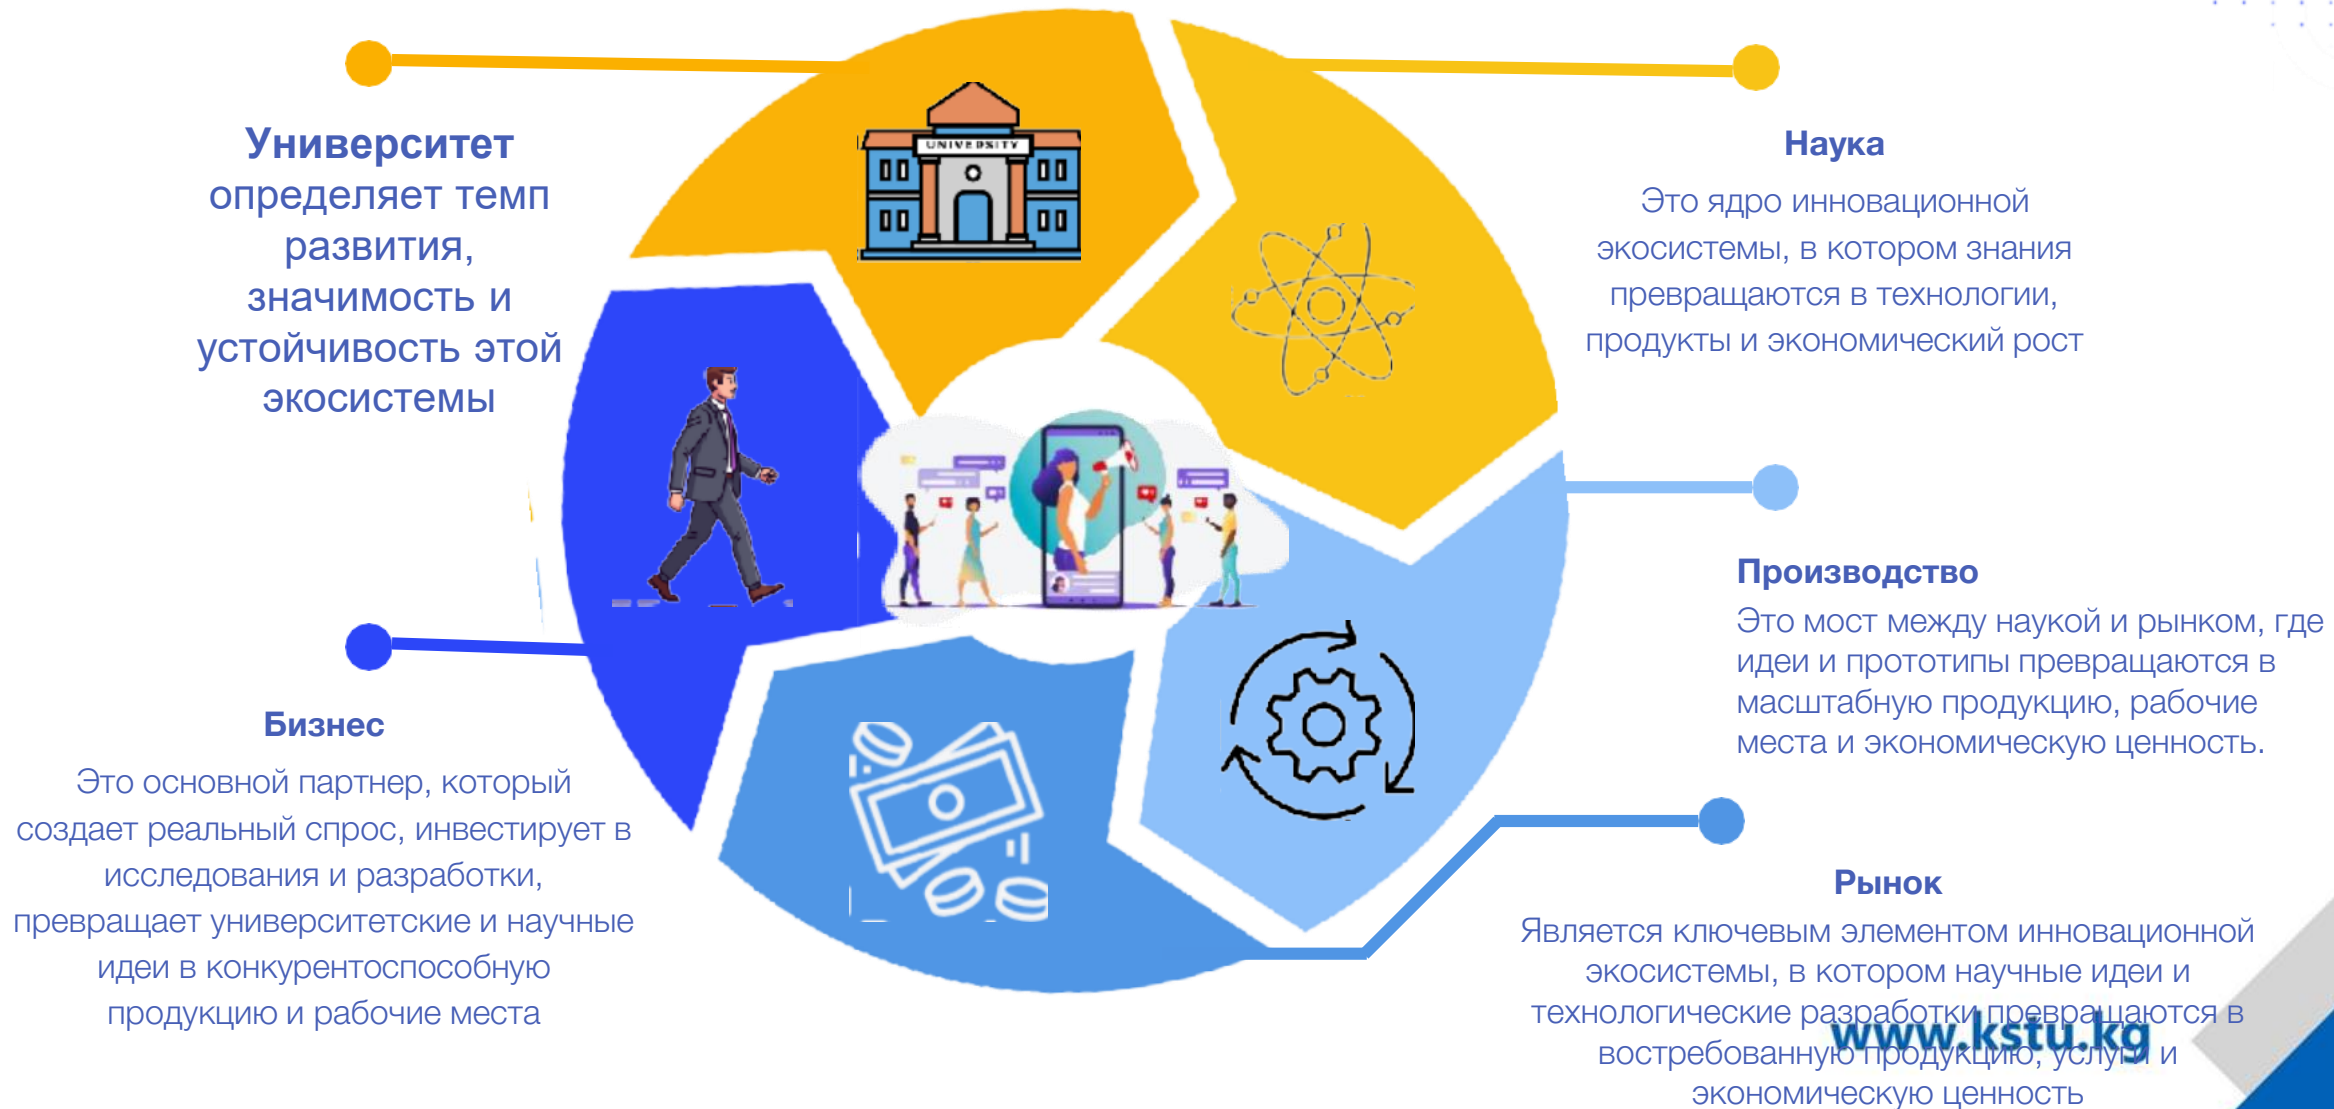 Университет
определяет темп
развития,
значимость и
устойчивость этой
экосистемы
UNIVERSITY
Наука
Это ядро инновационной
экосистемы, в котором знания
превращаются в технологии,
продукты и экономический рост
Производство
Это мост между наукой и рынком, где
идеи и прототипы превращаются в
масштабную продукцию, рабочие
места и экономическую ценность.
Бизнес
Это основной партнер, который
создает реальный спрос, инвестирует в
исследования и разработки,
превращает университетские и научные
идеи в конкурентоспособную
продукцию и рабочие места
Рынок
Является ключевым элементом инновационной
экосистемы, в котором научные идеи и
технологические разработки превращаются в
востребованную продукцию, услуги и
экономическую ценность
www.kstu.kg